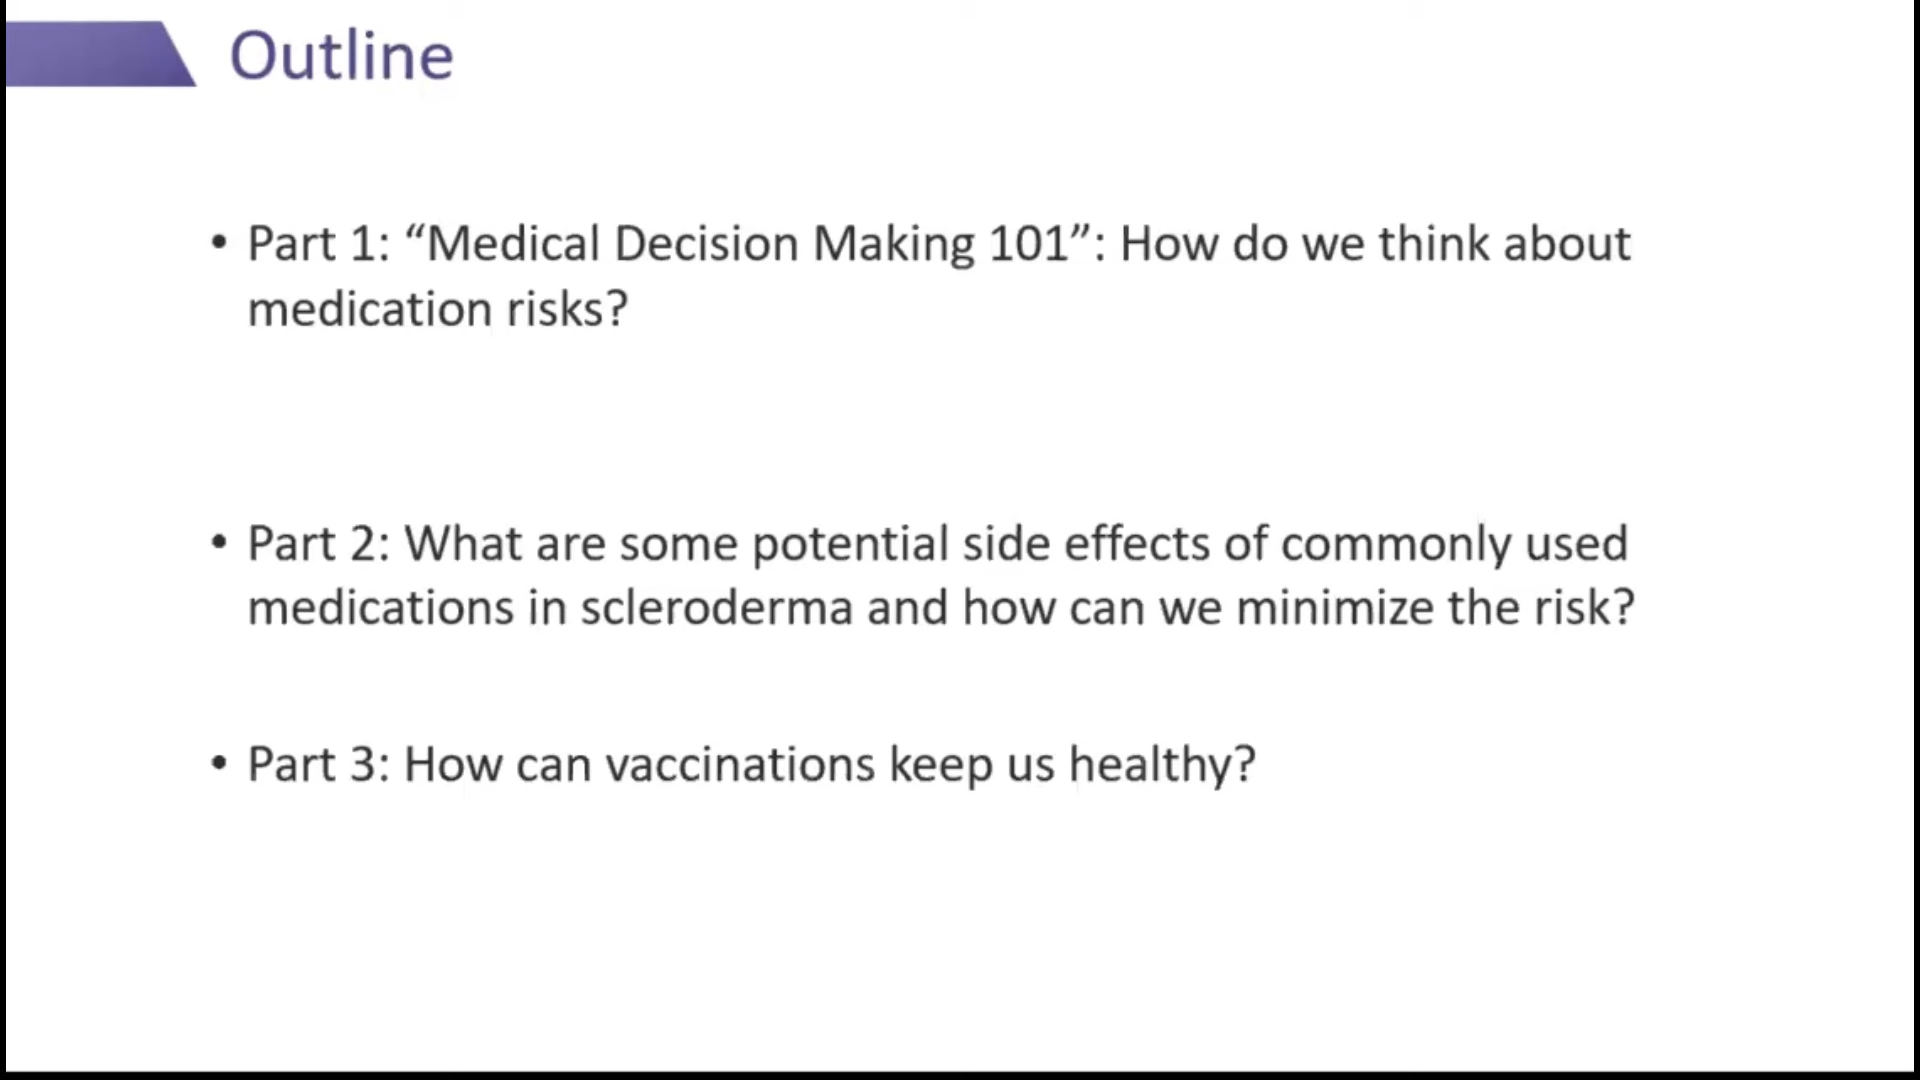 Outline
• Part 1: “Medical Decision Making 101”: How do we think about
medication risks?
• Part 2: What are some potential side effects of commonly used
medications in scleroderma and how can we minimize the risk?
• Part 3: How can vaccinations keep us healthy?